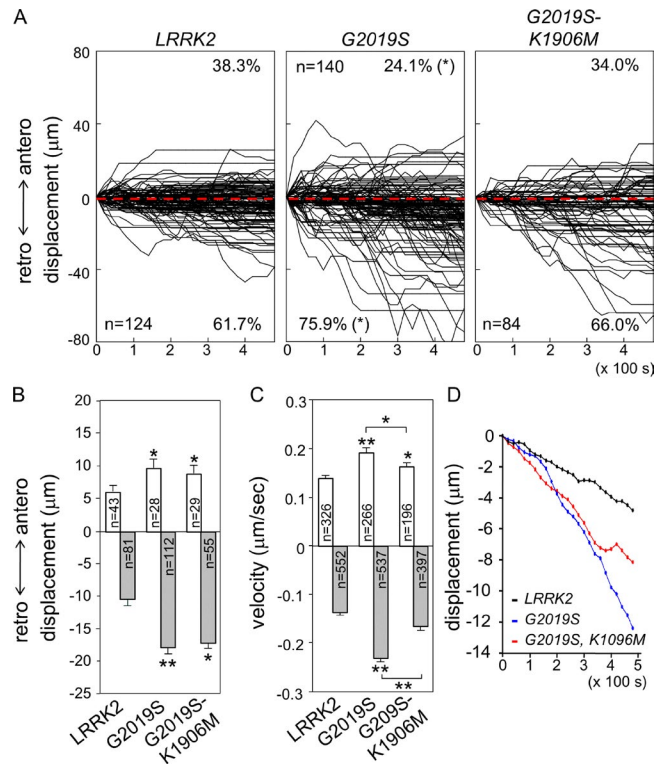 A
LRRK2
G2019S
G2019S-
K1906M
80
40
0
-40
-80
retro ⟷ antero
displacement (μm)
38.3%
n=124
61.7%
n=140
24.1% (*)
75.9% (*)
34.0%
n=84
66.0%
0 1 2 3 4
0 1 2 3 4
0 1 2 3 4
(x 100 s)
B
20
15
10
5
0
-5
-10
-15
-20
-25
retro ⟷ antero
displacement (μm)
* *
n=43 n=28 n=29
n=81 n=112 n=55
** *
LRRK2
G2019S
G2019S-
K1906M
C
0.3
0.2
0.1
0
-0.1
-0.2
-0.3
velocity (μm/sec)
*
** *
n=326 n=266 n=196
n=552 n=537 n=397
**
**
LRRK2
G2019S
G209S-
K1906M
D
0
-2
-4
-6
-8
-10
-12
-14
displacement (μm)
LRRK2
G2019S
G2019S, K1096M
0 1 2 3 4 5
(x 100 s)